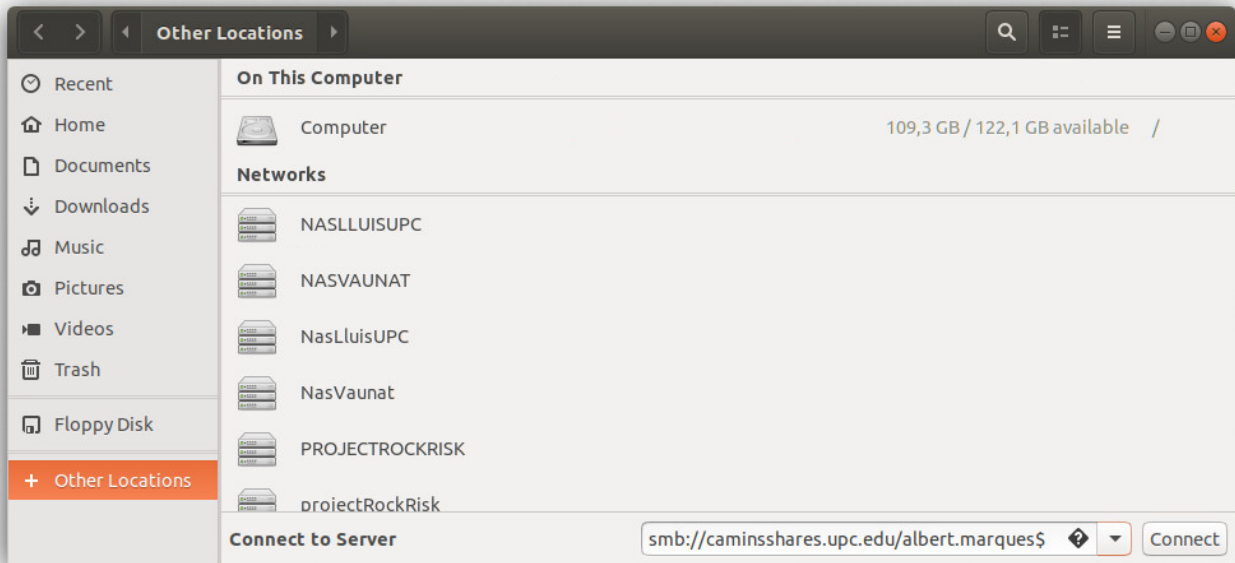 Other Locations
Recent
Home
Documents
Downloads
Music
Pictures
Videos
Trash
Floppy Disk
+ Other Locations
On This Computer
Computer 109,3 GB / 122,1 GB available /
Networks
NASLLUISUPC
NASVAUNAT
NasLluisUPC
NasVaunat
PROJECTROCKRISK
projectRockRisk
Connect to Server smb://caminsshares.upc.edu/albert.marques$ Connect